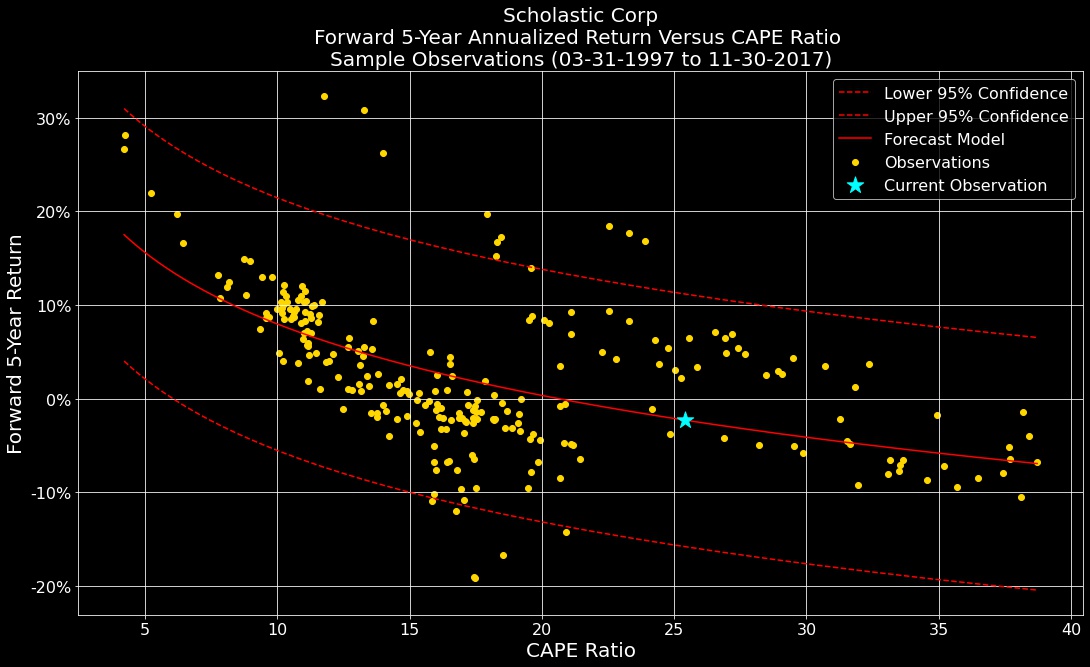 Scholastic Corp
Forward 5-Year Annualized Return Versus CAPE Ratio
Sample Observations (03-31-1997 to 11-30-2017)
Lower 95% Confidence
Upper 95% Confidence
Forecast Model
Observations
Current Observation
Forward 5-Year Return
30%
20%
10%
0%
-10%
-20%
5 10 15 20 25 30 35 40
CAPE Ratio